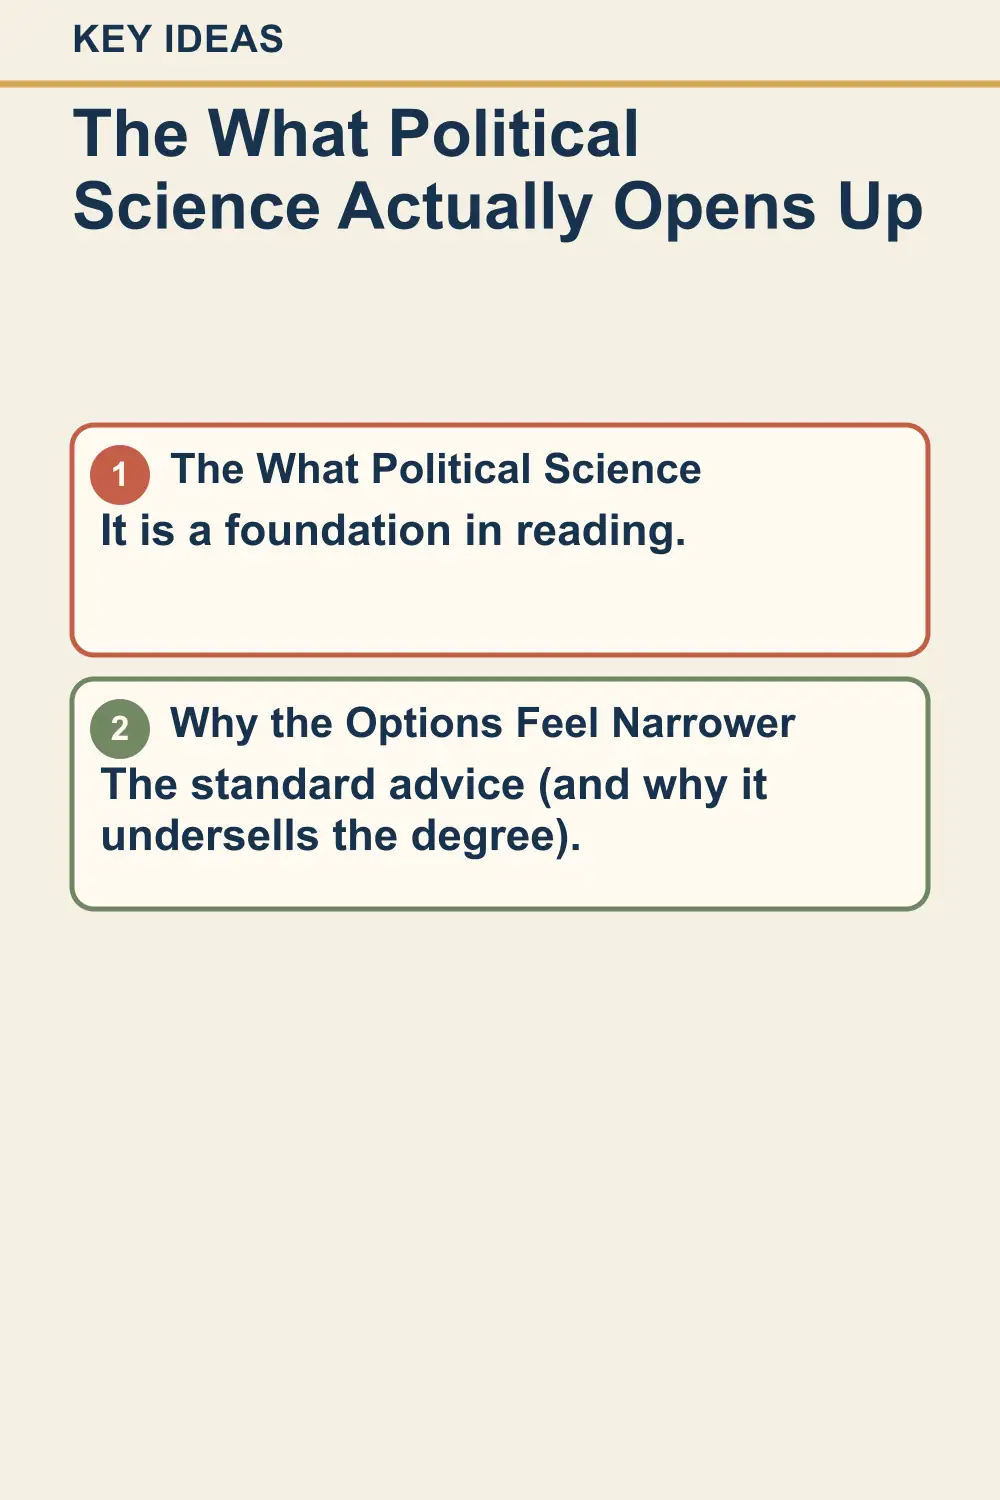 KEY IDEAS
The What Political
Science Actually Opens Up
1 The What Political Science
It is a foundation in reading.
2 Why the Options Feel Narrower
The standard advice (and why it
undersells the degree).